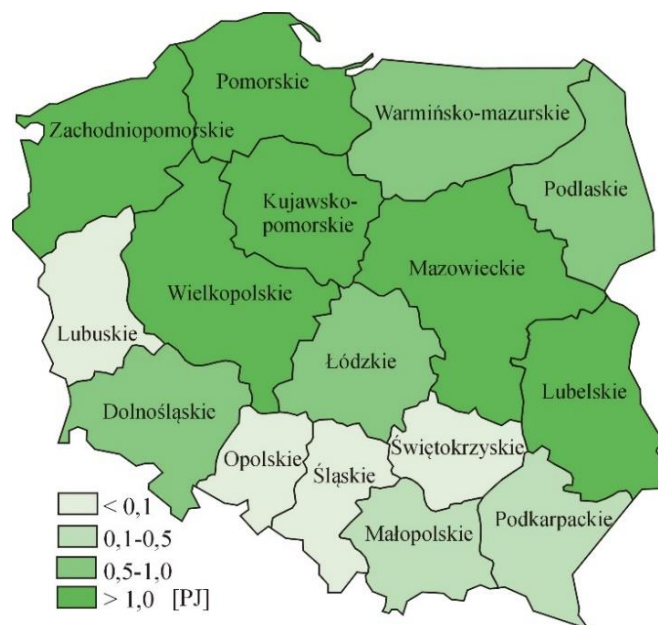 Pomorskie
Warmińsko-mazurskie
Zachodniopomorskie
Podlaskie
Kujawsko-
pomorskie
Mazowieckie
Wielkopolskie
Lubuskie
Łódzkie
Lubelskie
Dolnośląskie
Opolskie
Śląskie
Świętokrzyskie
Małopolskie
Podkarpackie
< 0,1
0,1-0,5
0,5-1,0
> 1,0 [PJ]